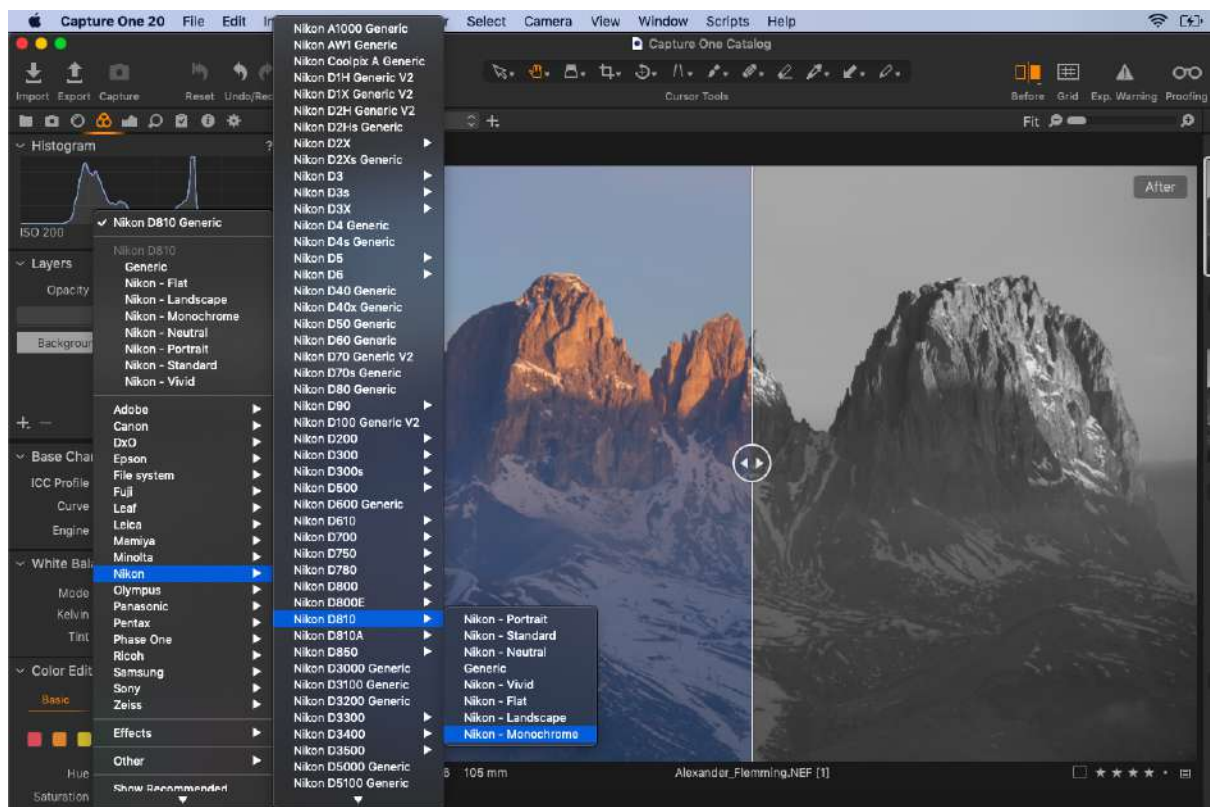 Capture One 20 File Edit Select Camera View Window Scripts Help
Capture One Catalog
Import Export Capture Reset Undo/Rec Cursor Tools Before Grid Exp. Warning Proofing
Fit
Histogram ?
ISO 200
Layers
Opacity
Backgroun
Base Cha
ICC Profile
Curve
Engine
White Bal
Mode
Kelvin
Tint
Color Edit
Basic
Hue
Saturation
✓ Nikon D810 Generic
Nikon D810
Generic
Nikon - Flat
Nikon - Landscape
Nikon - Monochrome
Nikon - Neutral
Nikon - Portrait
Nikon - Standard
Nikon - Vivid
Adobe
Canon
DxO
Epson
File system
Fuji
Leaf
Leica
Mamiya
Minolta
Nikon
Olympus
Panasonic
Pentax
Phase One
Ricoh
Samsung
Sony
Zeiss
Effects
Other
Show Recommended
Nikon A1000 Generic
Nikon AW1 Generic
Nikon Coolpix A Generic
Nikon D1H Generic V2
Nikon D1X Generic V2
Nikon D2H Generic V2
Nikon D2Hs Generic
Nikon D2X
Nikon D2Xs Generic
Nikon D3
Nikon D3s
Nikon D3X
Nikon D4 Generic
Nikon D4s Generic
Nikon D5
Nikon D6
Nikon D40 Generic
Nikon D40x Generic
Nikon D50 Generic
Nikon D60 Generic
Nikon D70 Generic V2
Nikon D70s Generic
Nikon D80 Generic
Nikon D90
Nikon D100 Generic V2
Nikon D200
Nikon D300
Nikon D300s
Nikon D500
Nikon D600 Generic
Nikon D610
Nikon D700
Nikon D750
Nikon D780
Nikon D800
Nikon D800E
Nikon D810
Nikon D810A
Nikon D850
Nikon D3000 Generic
Nikon D3100 Generic
Nikon D3200 Generic
Nikon D3300
Nikon D3400
Nikon D3500
Nikon D5000 Generic
Nikon D5100 Generic
Nikon - Portrait
Nikon - Standard
Nikon - Neutral
Generic
Nikon - Vivid
Nikon - Flat
Nikon - Landscape
Nikon - Monochrome
After
105 mm Alexander_Flemming.NEF [1]